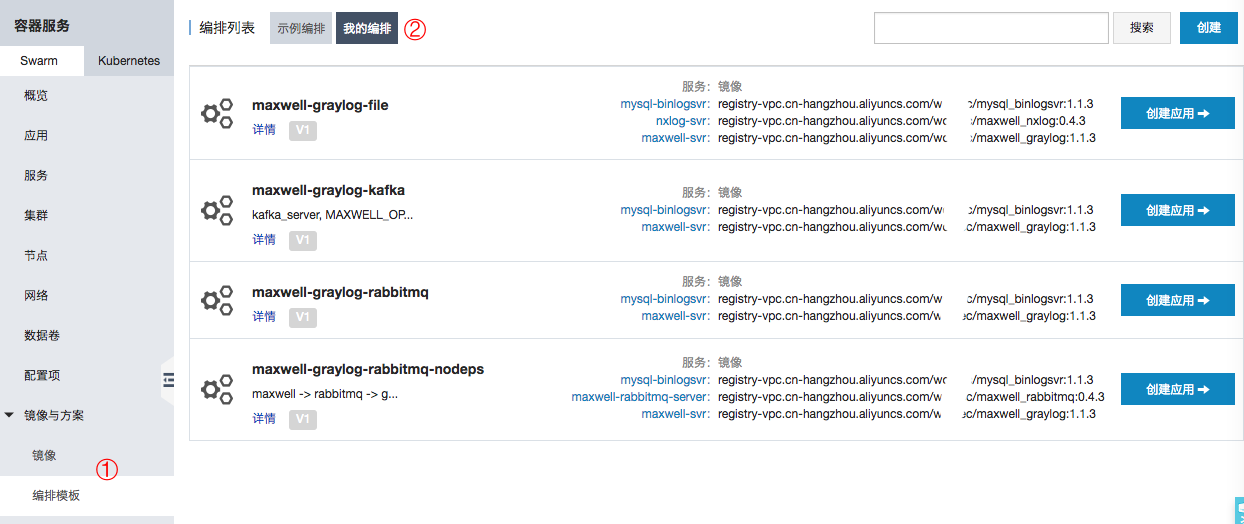 容器服务
Swarm Kubernetes
概览
应用
服务
集群
节点
网络
数据卷
配置项
镜像与方案
镜像
①
编排模板
编排列表 示例编排 我的编排 ② 搜索 创建
maxwell-graylog-file
详情 V1
服务: 镜像
mysql-binlogsvr: registry-vpc.cn-hangzhou.aliyuncs.com/w c/mysql_binlogsvr:1.1.3
nxlog-svr: registry-vpc.cn-hangzhou.aliyuncs.com/wo c/maxwell_nxlog:0.4.3
maxwell-svr: registry-vpc.cn-hangzhou.aliyuncs.com/wc c/maxwell_graylog:1.1.3
创建应用 ➔
maxwell-graylog-kafka
kafka_server, MAXWELL_OP...
详情 V1
服务: 镜像
mysql-binlogsvr: registry-vpc.cn-hangzhou.aliyuncs.com/w c/mysql_binlogsvr:1.1.3
maxwell-svr: registry-vpc.cn-hangzhou.aliyuncs.com/wc c/maxwell_graylog:1.1.3
创建应用 ➔
maxwell-graylog-rabbitmq
详情 V1
服务: 镜像
mysql-binlogsvr: registry-vpc.cn-hangzhou.aliyuncs.com/w c/mysql_binlogsvr:1.1.3
maxwell-svr: registry-vpc.cn-hangzhou.aliyuncs.com/w ec/maxwell_graylog:1.1.3
创建应用 ➔
maxwell-graylog-rabbitmq-nodeps
maxwell -> rabbitmq -> g...
详情 V1
服务: 镜像
mysql-binlogsvr: registry-vpc.cn-hangzhou.aliyuncs.com/wc /mysql_binlogsvr:1.1.3
maxwell-rabbitmq-server: registry-vpc.cn-hangzhou.aliyuncs.com/wo c/maxwell_rabbitmq:0.4.3
maxwell-svr: registry-vpc.cn-hangzhou.aliyuncs.com/w ec/maxwell_graylog:1.1.3
创建应用 ➔